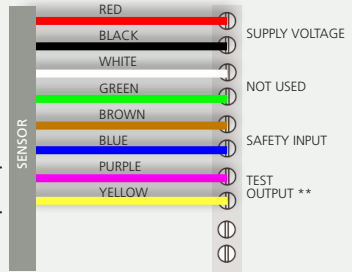 RED
BLACK
SUPPLY VOLTAGE
WHITE
GREEN
NOT USED
BROWN
BLUE
SAFETY INPUT
PURPLE
YELLOW
TEST
OUTPUT **
SENSOR